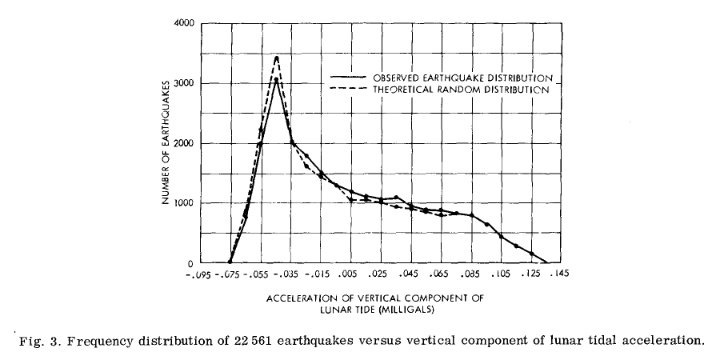 4000
3000
2000
1000
0
NUMBER OF EARTHQUAKES
OBSERVED EARTHQUAKE DISTRIBUTION
THEORETICAL RANDOM DISTRIBUTION
-.095 -.075 -.055 -.035 -.015 .005 .025 .045 .065 .085 .105 .125 .145
ACCELERATION OF VERTICAL COMPONENT OF
LUNAR TIDE (MILLIGALS)
Fig. 3. Frequency distribution of 22 561 earthquakes versus vertical component of lunar tidal acceleration.